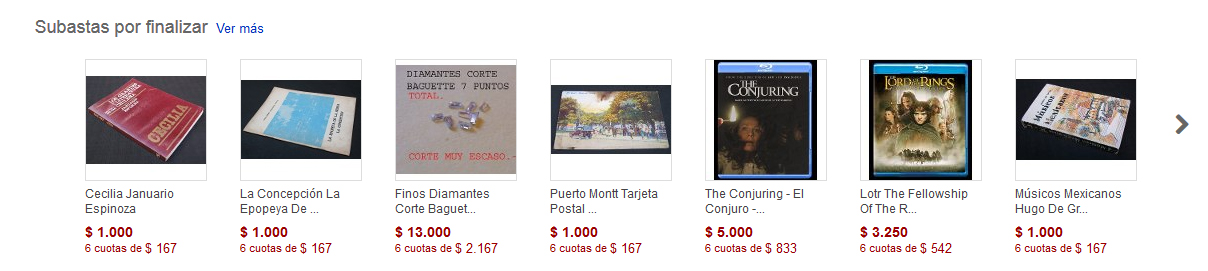 Subastas por finalizar Ver más
CECILIA
DIAMANTES CORTE
BAGUETTE 7 PUNTOS
TOTAL.
CORTE MUY ESCASO.-
THE
CONJURING
THE LORD OF THE RINGS
Músicos
Mexicanos
Cecilia Januario
Espinoza
$ 1.000
6 cuotas de $ 167
La Concepción La
Epopeya De ...
$ 1.000
6 cuotas de $ 167
Finos Diamantes
Corte Baguet...
$ 13.000
6 cuotas de $ 2.167
Puerto Montt Tarjeta
Postal ...
$ 1.000
6 cuotas de $ 167
The Conjuring - El
Conjuro -...
$ 5.000
6 cuotas de $ 833
Lotr The Fellowship
Of The R...
$ 3.250
6 cuotas de $ 542
Músicos Mexicanos
Hugo De Gr...
$ 1.000
6 cuotas de $ 167